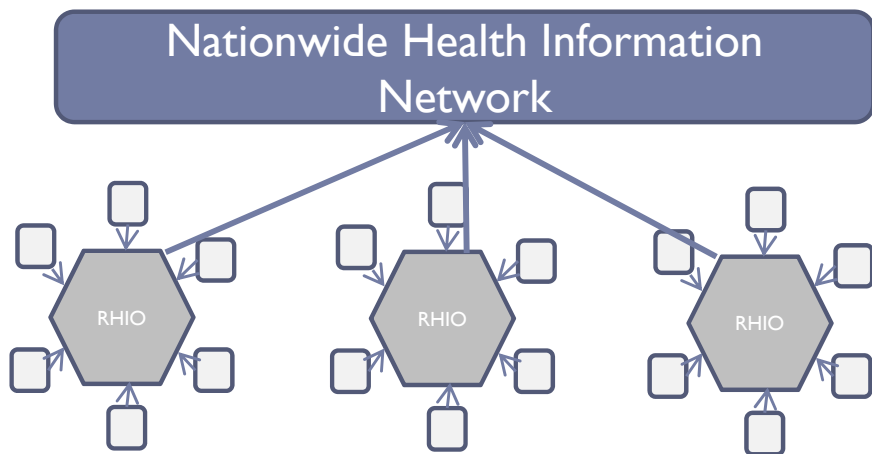 Nationwide Health Information
Network
RHIO
RHIO
RHIO